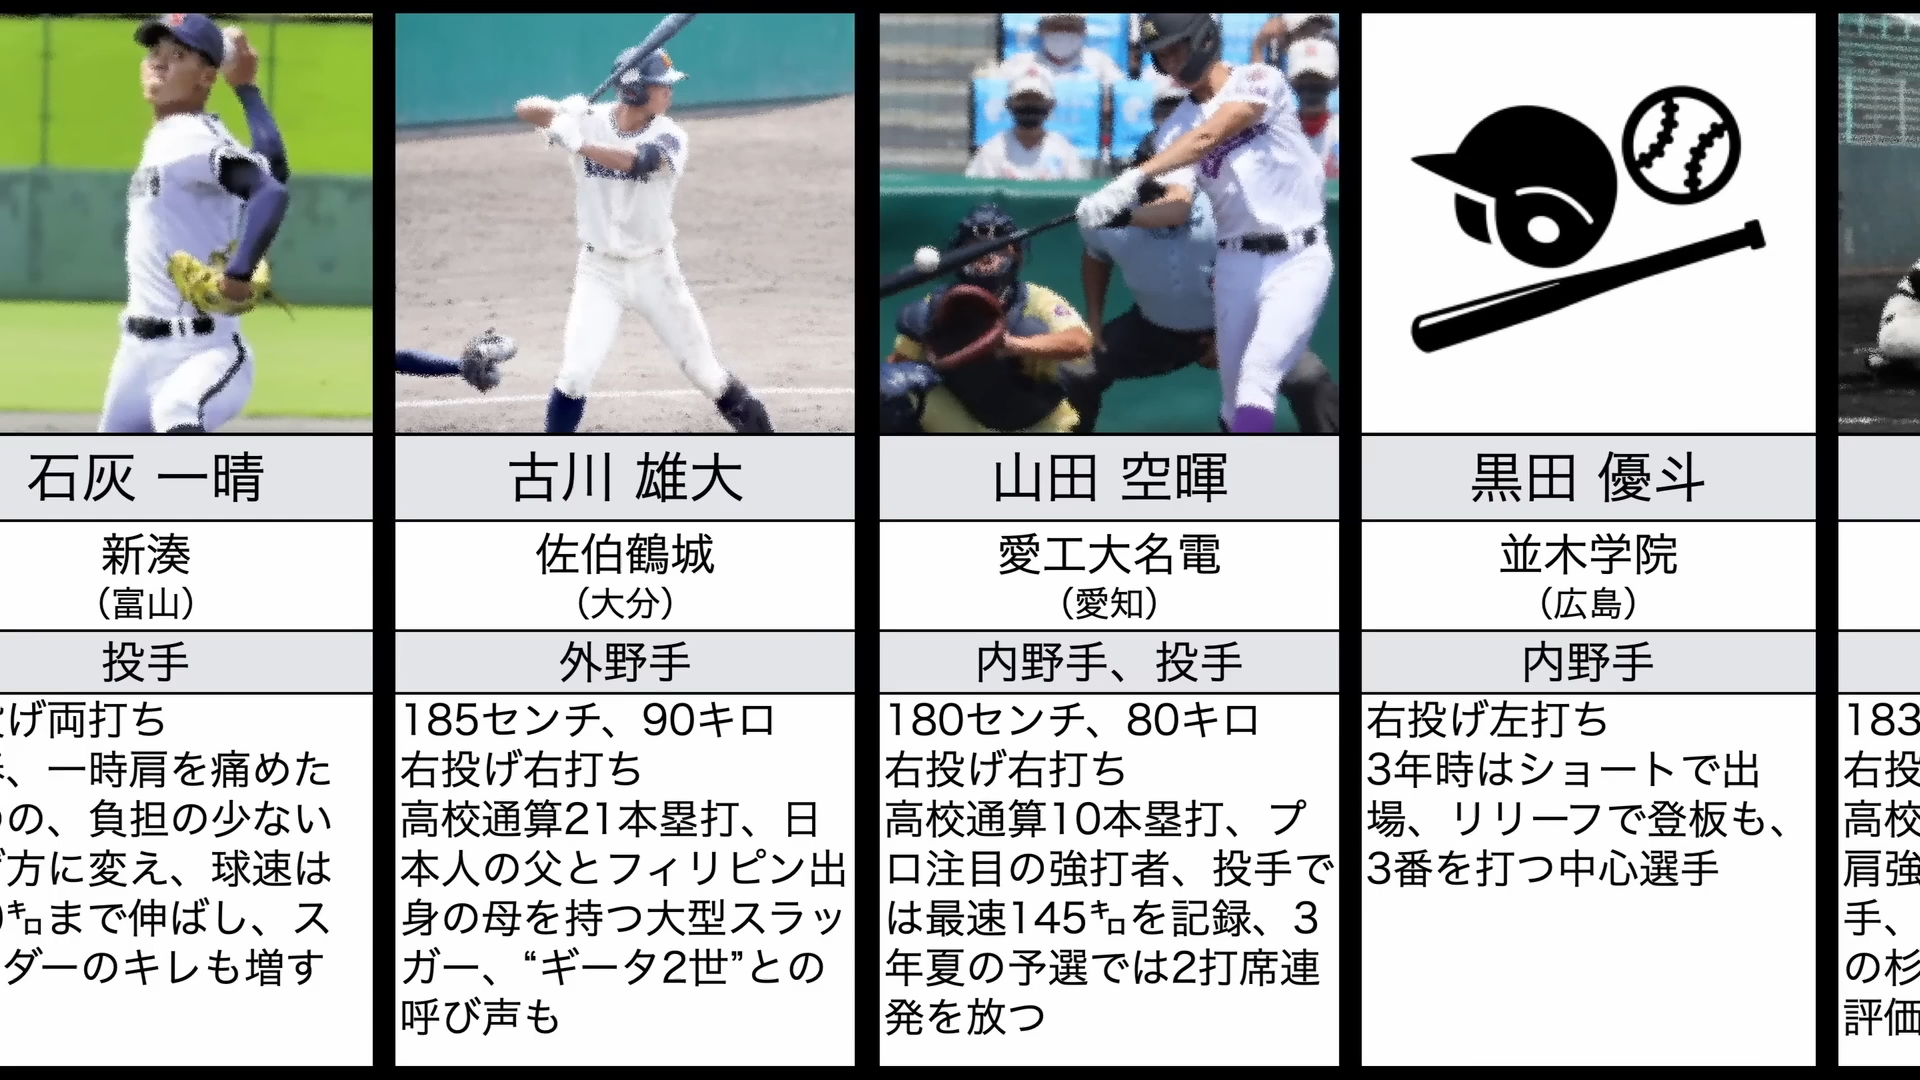 石灰 一晴
新湊
（富山）
投手
げ両打ち
、一時肩を痛めた
の、負担の少ない
方に変え、球速は
㌔まで伸ばし、ス
ダーのキレも増す
古川 雄大
佐伯鶴城
（大分）
外野手
185センチ、90キロ
右投げ右打ち
高校通算21本塁打、日
本人の父とフィリピン出
身の母を持つ大型スラッ
ガー、“ギータ2世”との
呼び声も
山田 空暉
愛工大名電
（愛知）
内野手、投手
180センチ、80キロ
右投げ右打ち
高校通算10本塁打、プ
ロ注目の強打者、投手で
は最速145㌔を記録、3
年夏の予選では2打席連
発を放つ
黒田 優斗
並木学院
（広島）
内野手
右投げ左打ち
3年時はショートで出
場、リリーフで登板も、
3番を打つ中心選手
183
右投
高校
肩強
手、
の杉
評価